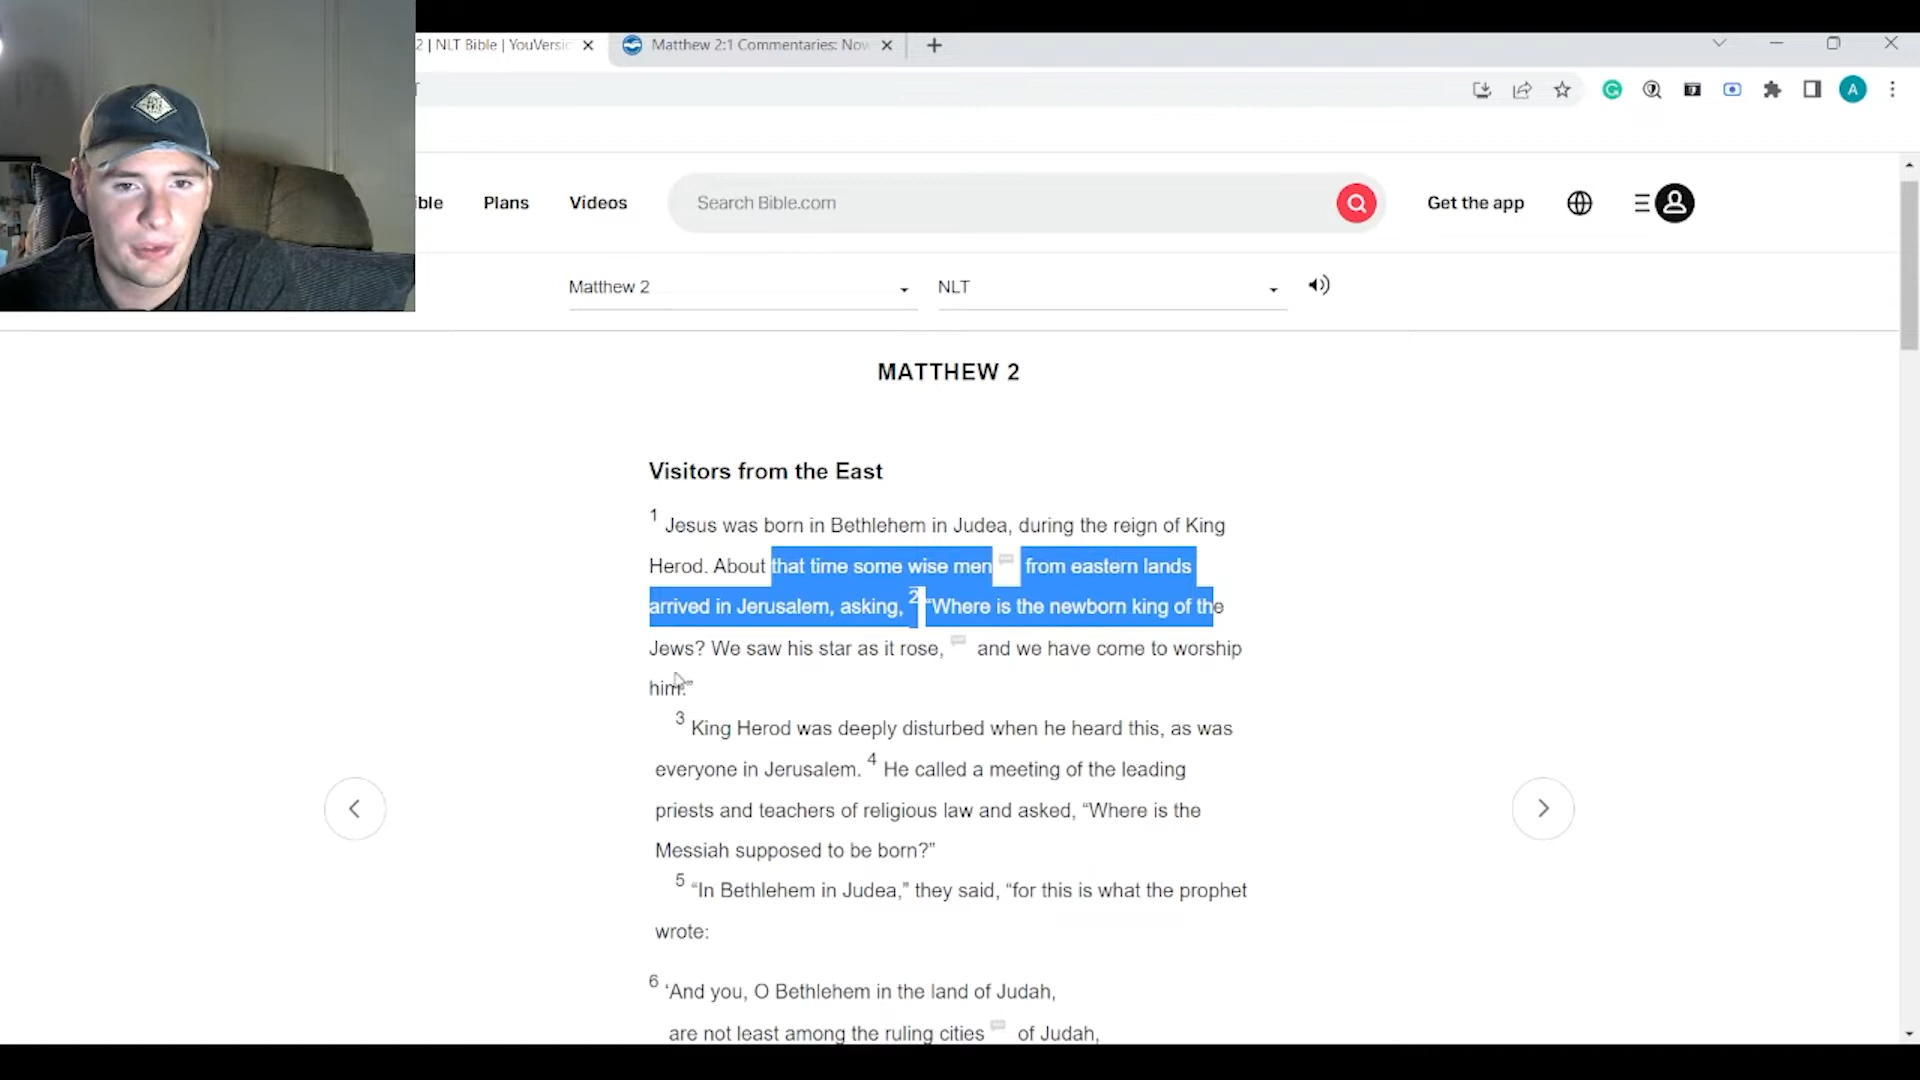 2 | NLT Bible | YouVersic
Matthew 2:1 Commentaries: Now
A
ible
Plans
Videos
Search Bible.com
Get the app
Matthew 2
NLT
MATTHEW 2
Visitors from the East
1 Jesus was born in Bethlehem in Judea, during the reign of King
Herod. About that time some wise men from eastern lands
arrived in Jerusalem, asking, 2 “Where is the newborn king of the
Jews? We saw his star as it rose, and we have come to worship
him.”
3 King Herod was deeply disturbed when he heard this, as was
everyone in Jerusalem. 4 He called a meeting of the leading
priests and teachers of religious law and asked, “Where is the
Messiah supposed to be born?”
5 “In Bethlehem in Judea,” they said, “for this is what the prophet
wrote:
6 ‘And you, O Bethlehem in the land of Judah,
are not least among the ruling cities of Judah,